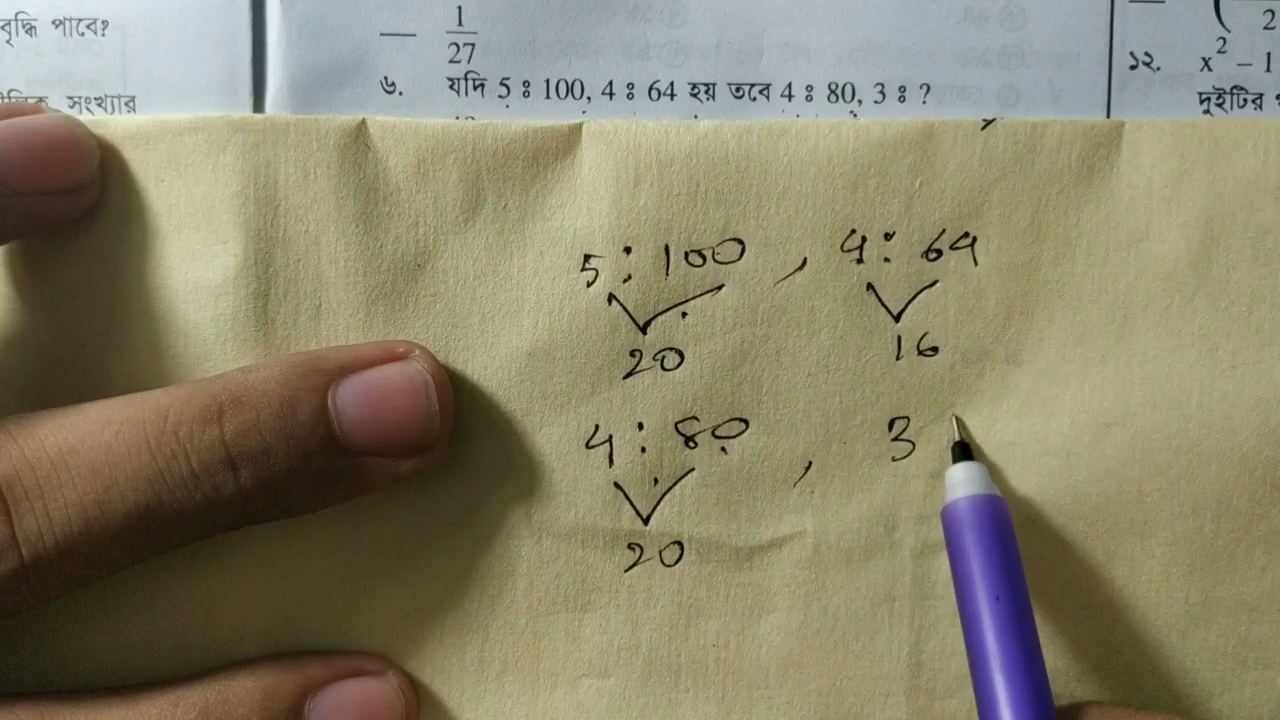 বৃদ্ধি পাবে?
সংখ্যার
— 1/27
৬. যদি 5 ঃ 100, 4 ঃ 64 হয় তবে 4 ঃ 80, 3 ঃ ?
2
১২. x² − 1
দুইটির
5 : 100 , 4 : 64
20 16
4 : 80 , 3
20